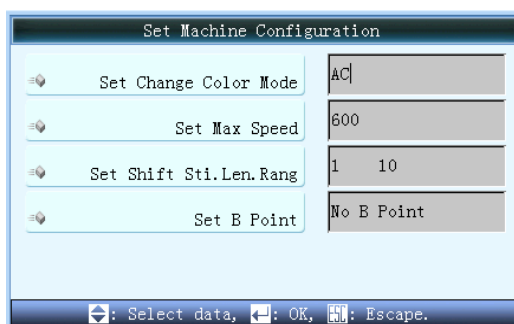 Set Machine Configuration
Set Change Color Mode AC
Set Max Speed 600
Set Shift Sti.Len.Rang 1 10
Set B Point No B Point
: Select data, : OK, ESC: Escape.